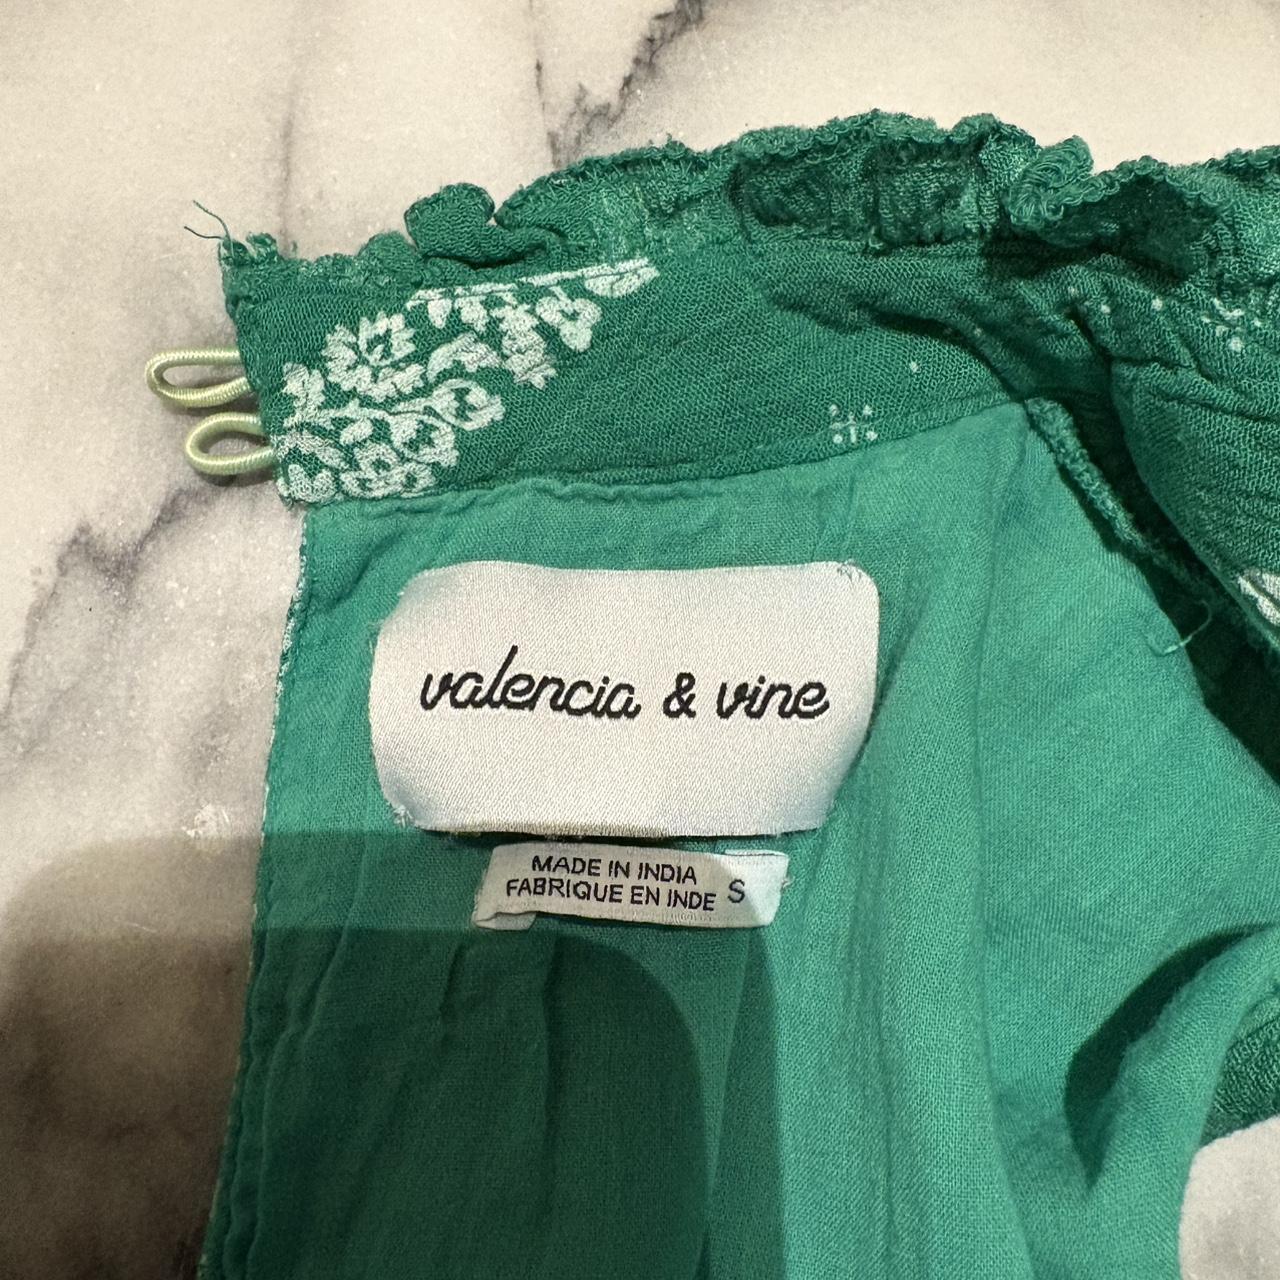 valencia & vine
MADE IN INDIA
FABRIQUE EN INDE S